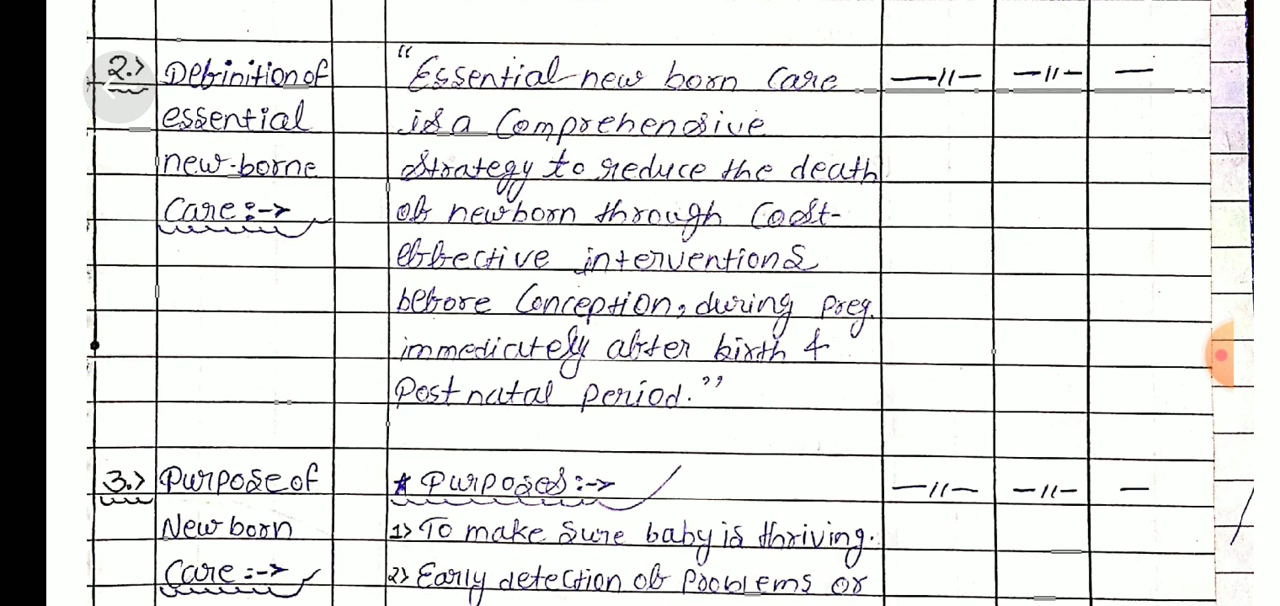 2.> Definition of
essential
new-borne
Care:->
"Essential new born Care
is a Comprehensive
strategy to reduce the death
of newborn through Cost-
effective interventions
before Conception, during preg.
immediately after birth &
Postnatal period."
—11— —11— —
3.> Purpose of
New born
Care:->
* Purposes:->
1> To make sure baby is thriving.
2> Early detection of Problems or
—11— —11— —